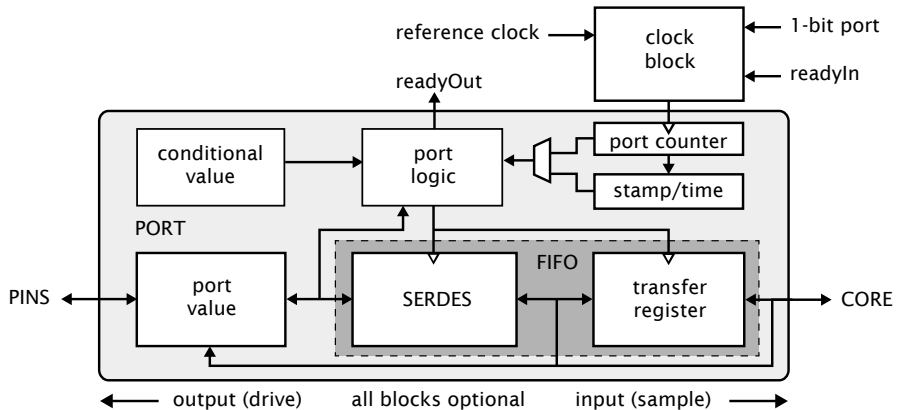 reference clock
clock
block
1-bit port
readyIn
readyOut
conditional
value
port
logic
port counter
stamp/time
PORT
FIFO
PINS
port
value
SERDES
transfer
register
CORE
output (drive)
all blocks optional
input (sample)